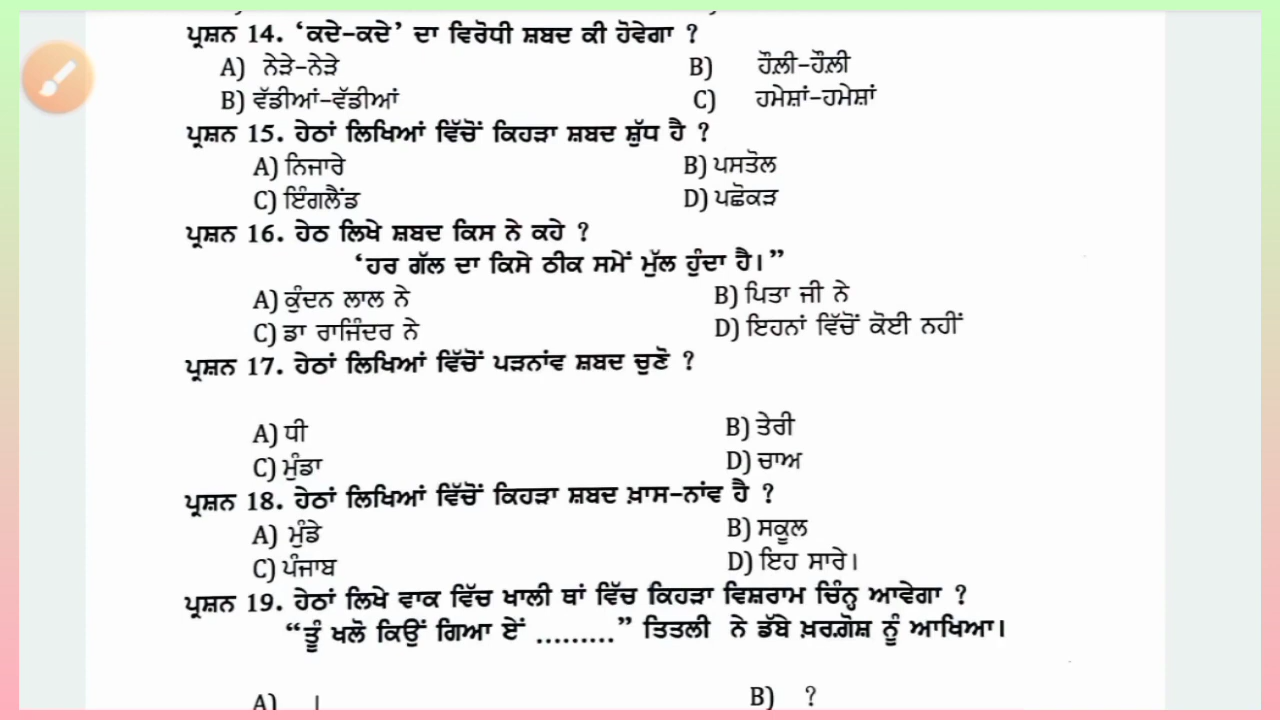 ਪ੍ਰਸ਼ਨ 14. ‘ਕਦੇ-ਕਦੇ’ ਦਾ ਵਿਰੋਧੀ ਸ਼ਬਦ ਕੀ ਹੋਵੇਗਾ ?
A) ਨੇੜੇ-ਨੇੜੇ B) ਹੌਲ਼ੀ-ਹੌਲ਼ੀ
B) ਵੱਡੀਆਂ-ਵੱਡੀਆਂ C) ਹਮੇਸ਼ਾਂ-ਹਮੇਸ਼ਾਂ
ਪ੍ਰਸ਼ਨ 15. ਹੇਠਾਂ ਲਿਖਿਆਂ ਵਿੱਚੋਂ ਕਿਹੜਾ ਸ਼ਬਦ ਸ਼ੁੱਧ ਹੈ ?
A) ਨਿਜਾਰੇ B) ਪਸਤੋਲ
C) ਇੰਗਲੈਂਡ D) ਪਛੋਕੜ
ਪ੍ਰਸ਼ਨ 16. ਹੇਠ ਲਿਖੇ ਸ਼ਬਦ ਕਿਸ ਨੇ ਕਹੇ ?
‘ਹਰ ਗੱਲ ਦਾ ਕਿਸੇ ਠੀਕ ਸਮੇਂ ਮੁੱਲ ਹੁੰਦਾ ਹੈ।”
A) ਕੁੰਦਨ ਲਾਲ ਨੇ B) ਪਿਤਾ ਜੀ ਨੇ
C) ਡਾ ਰਾਜਿੰਦਰ ਨੇ D) ਇਹਨਾਂ ਵਿੱਚੋਂ ਕੋਈ ਨਹੀਂ
ਪ੍ਰਸ਼ਨ 17. ਹੇਠਾਂ ਲਿਖਿਆਂ ਵਿੱਚੋਂ ਪੜਨਾਂਵ ਸ਼ਬਦ ਚੁਣੋ ?
A) ਧੀ B) ਤੇਰੀ
C) ਮੁੰਡਾ D) ਚਾਅ
ਪ੍ਰਸ਼ਨ 18. ਹੇਠਾਂ ਲਿਖਿਆਂ ਵਿੱਚੋਂ ਕਿਹੜਾ ਸ਼ਬਦ ਖ਼ਾਸ-ਨਾਂਵ ਹੈ ?
A) ਮੁੰਡੇ B) ਸਕੂਲ
C) ਪੰਜਾਬ D) ਇਹ ਸਾਰੇ।
ਪ੍ਰਸ਼ਨ 19. ਹੇਠਾਂ ਲਿਖੇ ਵਾਕ ਵਿੱਚ ਖਾਲੀ ਥਾਂ ਵਿੱਚ ਕਿਹੜਾ ਵਿਸ਼ਰਾਮ ਚਿੰਨ੍ਹ ਆਵੇਗਾ ?
“ਤੂੰ ਖਲੋ ਕਿਉਂ ਗਿਆ ਏਂ .........” ਤਿਤਲੀ ਨੇ ਡੱਬੇ ਖ਼ਰਗੋਸ਼ ਨੂੰ ਆਖਿਆ।
A) । B) ?